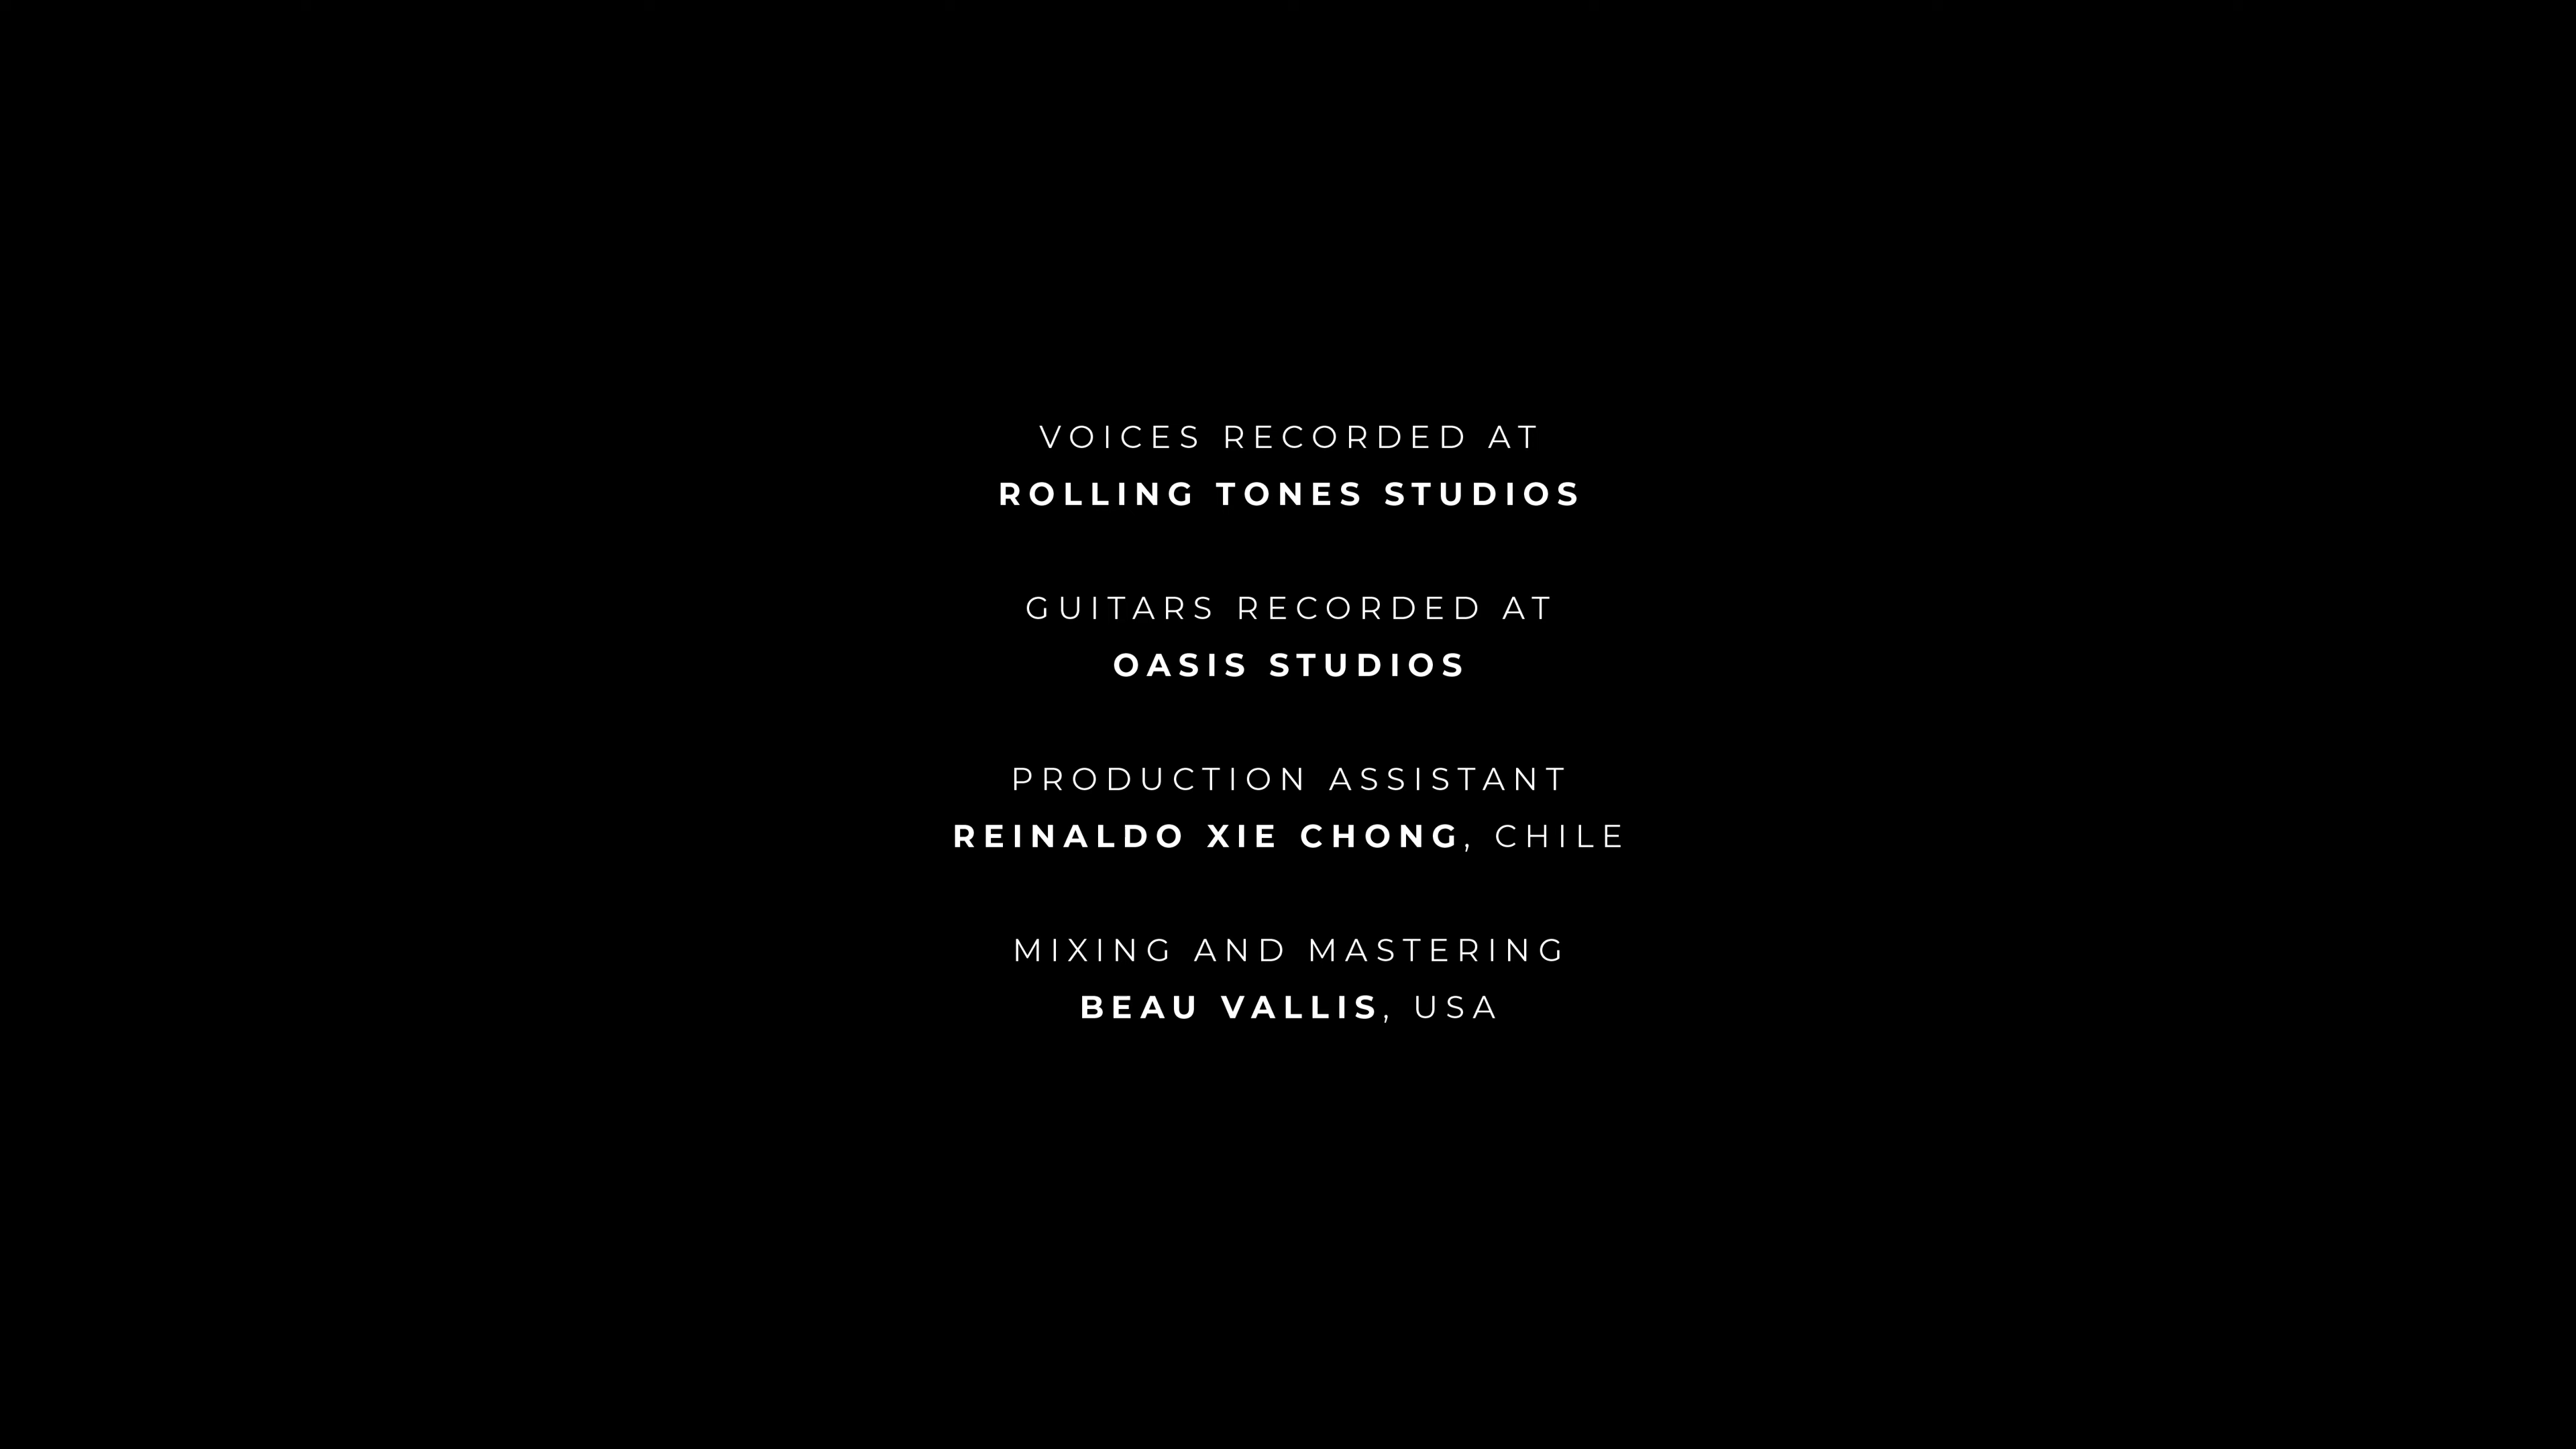 VOICES RECORDED AT
ROLLING TONES STUDIOS
GUITARS RECORDED AT
OASIS STUDIOS
PRODUCTION ASSISTANT
REINALDO XIE CHONG, CHILE
MIXING AND MASTERING
BEAU VALLIS, USA